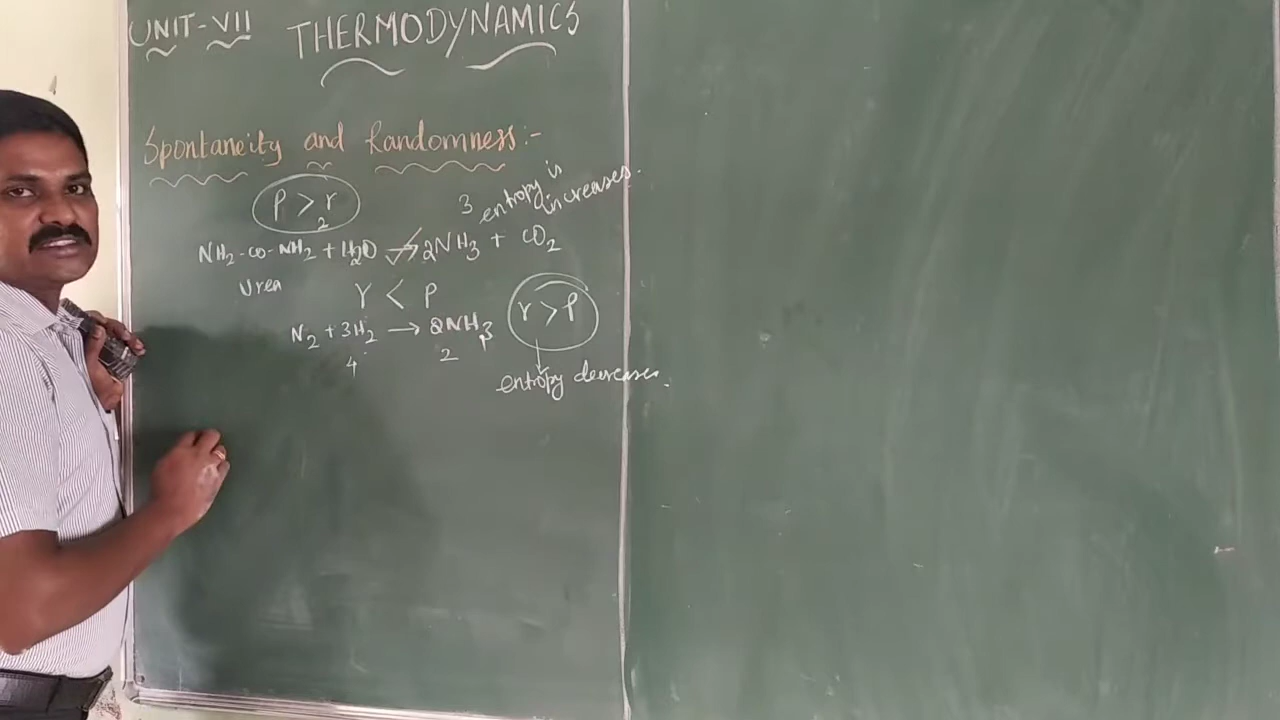 UNIT-VII THERMODYNAMICS
Spontaneity and Randomness:-
P > r
2
3
entropy is
increases.
NH2-CO-NH2 + H2O → 2NH3 + CO2
Urea
r < P
r > P
N2 + 3H2 → 2NH3
4
2
entropy decreases.